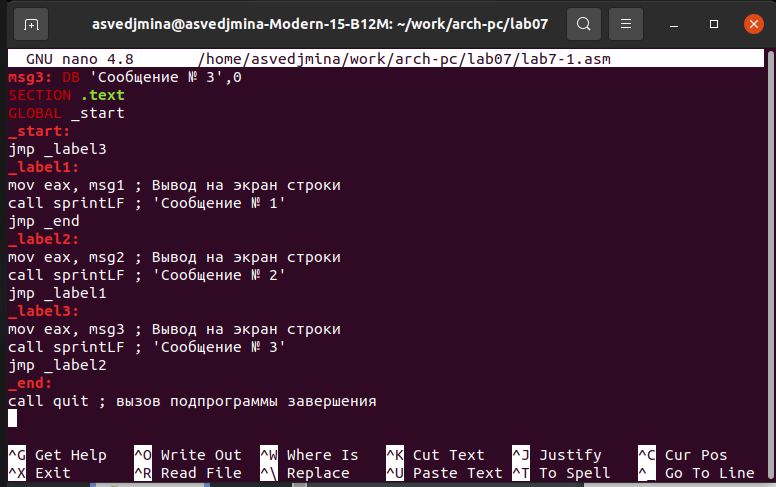 asvedjmina@asvedjmina-Modern-15-B12M: ~/work/arch-pc/lab07
GNU nano 4.8 /home/asvedjmina/work/arch-pc/lab07/lab7-1.asm
msg3: DB 'Сообщение № 3',0
SECTION .text
GLOBAL _start
_start:
jmp _label3
_label1:
mov eax, msg1 ; Вывод на экран строки
call sprintLF ; 'Сообщение № 1'
jmp _end
_label2:
mov eax, msg2 ; Вывод на экран строки
call sprintLF ; 'Сообщение № 2'
jmp _label1
_label3:
mov eax, msg3 ; Вывод на экран строки
call sprintLF ; 'Сообщение № 3'
jmp _label2
_end:
call quit ; вызов подпрограммы завершения
^G Get Help ^O Write Out ^W Where Is ^K Cut Text ^J Justify ^C Cur Pos
^X Exit ^R Read File ^\ Replace ^U Paste Text ^T To Spell ^_ Go To Line